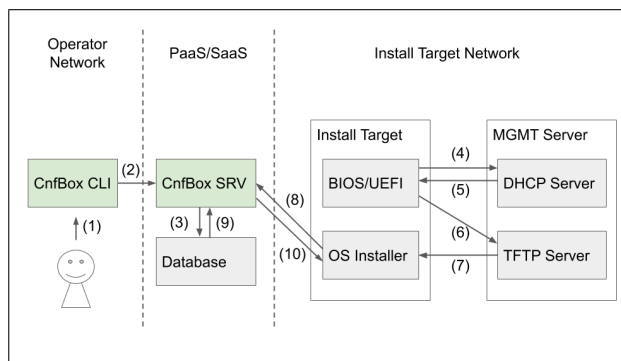 Operator
Network
PaaS/SaaS
Install Target Network
Install Target
MGMT Server
CnfBox CLI
(2)
CnfBox SRV
(8)
BIOS/UEFI
(4)
(5)
DHCP Server
(1)
(3)
(9)
(10)
(6)
Database
OS Installer
(7)
TFTP Server